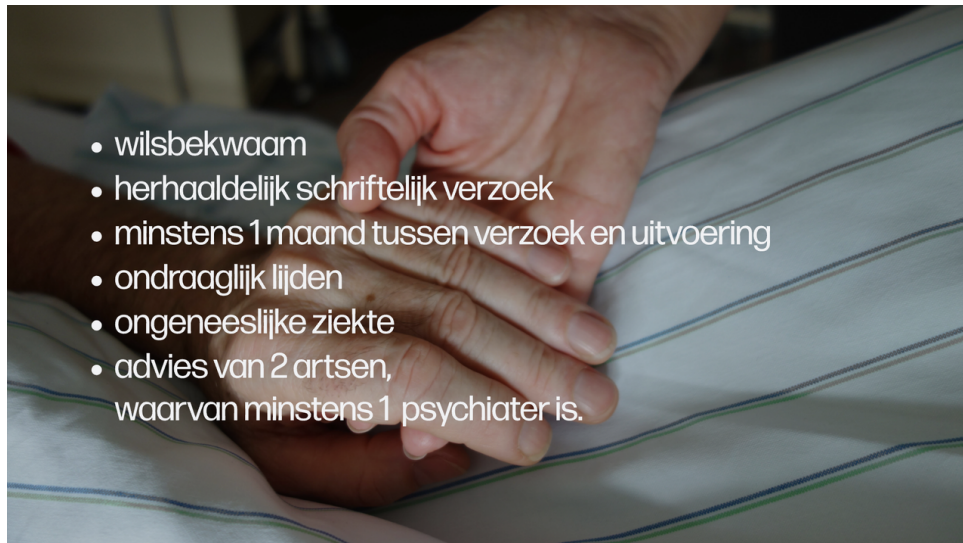 • wilsbekwaam
• herhaaldelijk schriftelijk verzoek
• minstens 1 maand tussen verzoek en uitvoering
• ondraaglijk lijden
• ongeneeslijke ziekte
• advies van 2 artsen,
waarvan minstens 1 psychiater is.